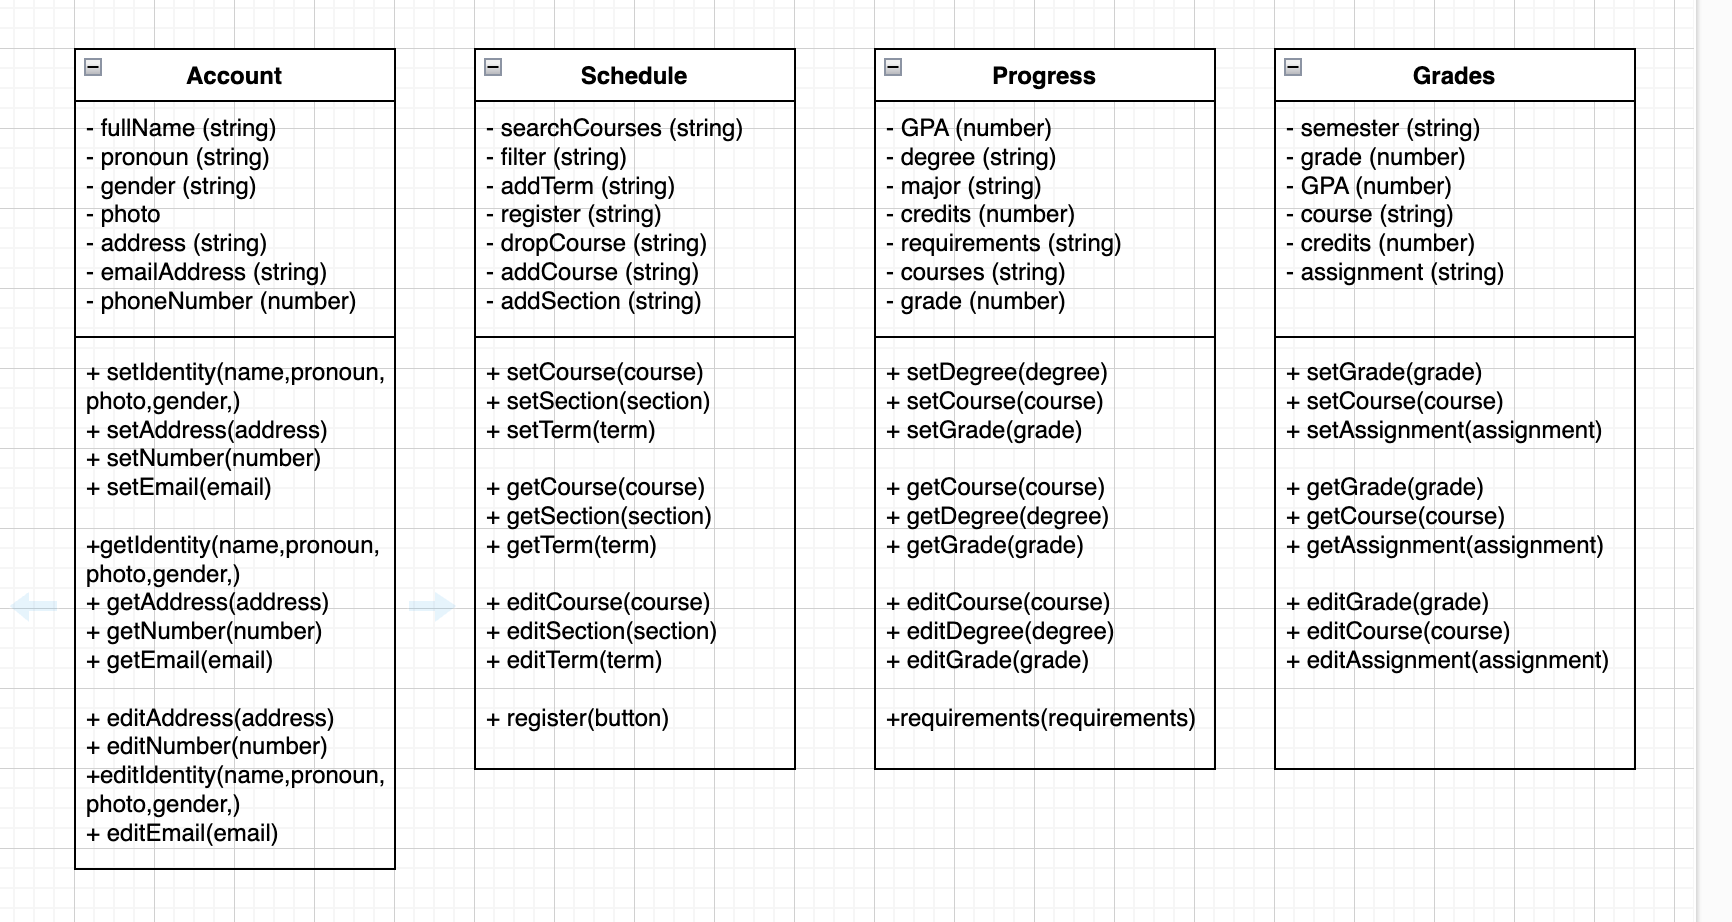 Account
- fullName (string)
- pronoun (string)
- gender (string)
- photo
- address (string)
- emailAddress (string)
- phoneNumber (number)
+ setIdentity(name,pronoun,
photo,gender,)
+ setAddress(address)
+ setNumber(number)
+ setEmail(email)
+getIdentity(name,pronoun,
photo,gender,)
+ getAddress(address)
+ getNumber(number)
+ getEmail(email)
+ editAddress(address)
+ editNumber(number)
+editIdentity(name,pronoun,
photo,gender,)
+ editEmail(email)
Schedule
- searchCourses (string)
- filter (string)
- addTerm (string)
- register (string)
- dropCourse (string)
- addCourse (string)
- addSection (string)
+ setCourse(course)
+ setSection(section)
+ setTerm(term)
+ getCourse(course)
+ getSection(section)
+ getTerm(term)
+ editCourse(course)
+ editSection(section)
+ editTerm(term)
+ register(button)
Progress
- GPA (number)
- degree (string)
- major (string)
- credits (number)
- requirements (string)
- courses (string)
- grade (number)
+ setDegree(degree)
+ setCourse(course)
+ setGrade(grade)
+ getCourse(course)
+ getDegree(degree)
+ getGrade(grade)
+ editCourse(course)
+ editDegree(degree)
+ editGrade(grade)
+requirements(requirements)
Grades
- semester (string)
- grade (number)
- GPA (number)
- course (string)
- credits (number)
- assignment (string)
+ setGrade(grade)
+ setCourse(course)
+ setAssignment(assignment)
+ getGrade(grade)
+ getCourse(course)
+ getAssignment(assignment)
+ editGrade(grade)
+ editCourse(course)
+ editAssignment(assignment)